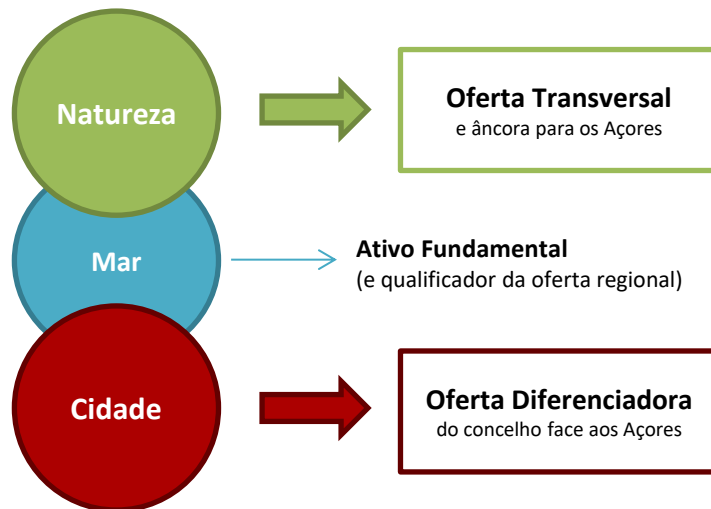 Natureza
Oferta Transversal
e âncora para os Açores
Mar
Ativo Fundamental
(e qualificador da oferta regional)
Cidade
Oferta Diferenciadora
do concelho face aos Açores